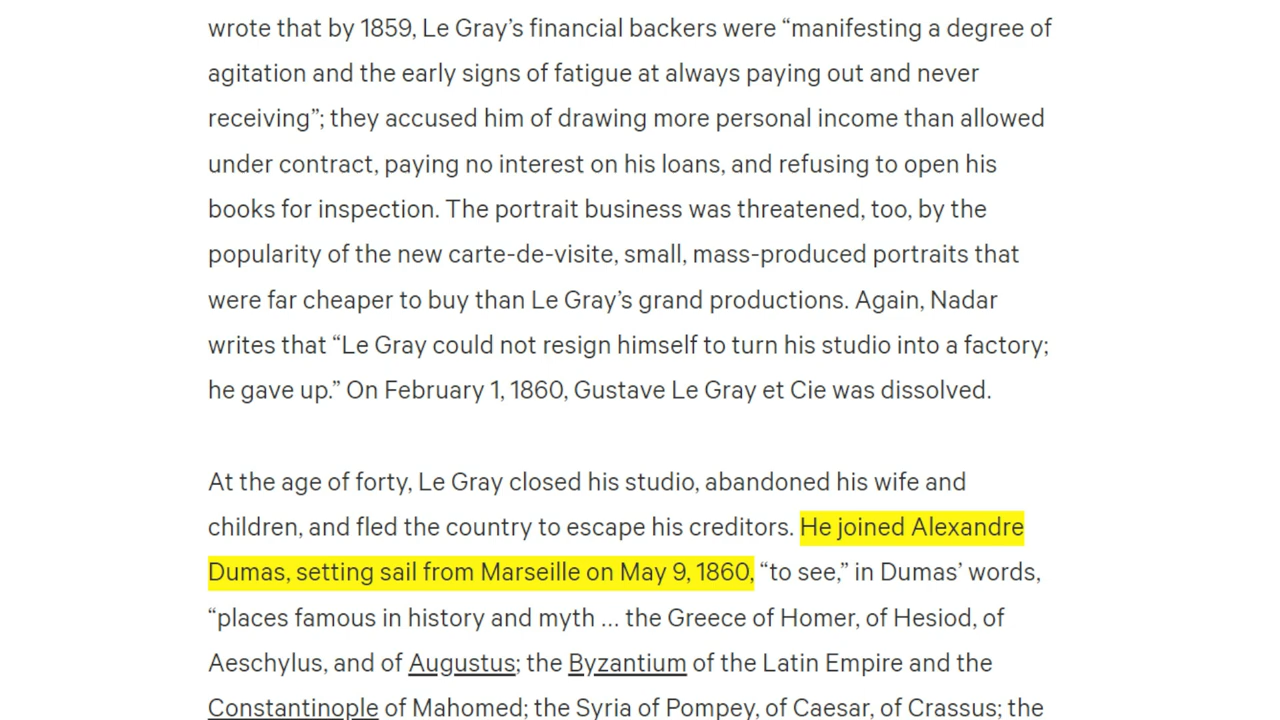 wrote that by 1859, Le Gray’s financial backers were “manifesting a degree of
agitation and the early signs of fatigue at always paying out and never
receiving”; they accused him of drawing more personal income than allowed
under contract, paying no interest on his loans, and refusing to open his
books for inspection. The portrait business was threatened, too, by the
popularity of the new carte-de-visite, small, mass-produced portraits that
were far cheaper to buy than Le Gray’s grand productions. Again, Nadar
writes that “Le Gray could not resign himself to turn his studio into a factory;
he gave up.” On February 1, 1860, Gustave Le Gray et Cie was dissolved.
At the age of forty, Le Gray closed his studio, abandoned his wife and
children, and fled the country to escape his creditors. He joined Alexandre
Dumas, setting sail from Marseille on May 9, 1860, “to see,” in Dumas’ words,
“places famous in history and myth ... the Greece of Homer, of Hesiod, of
Aeschylus, and of Augustus; the Byzantium of the Latin Empire and the
Constantinople of Mahomed; the Syria of Pompey, of Caesar, of Crassus; the